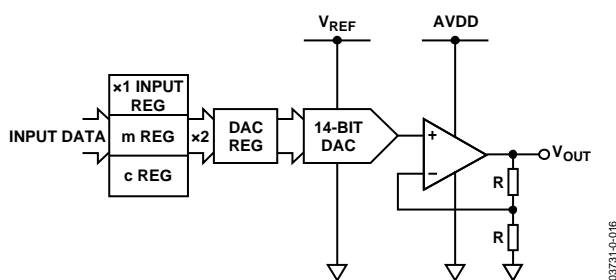 V_REF
AVDD
×1 INPUT
REG
INPUT DATA
m REG
×2
DAC
REG
14-BIT
DAC
+
–
V_OUT
c REG
R
R
03731-0-016